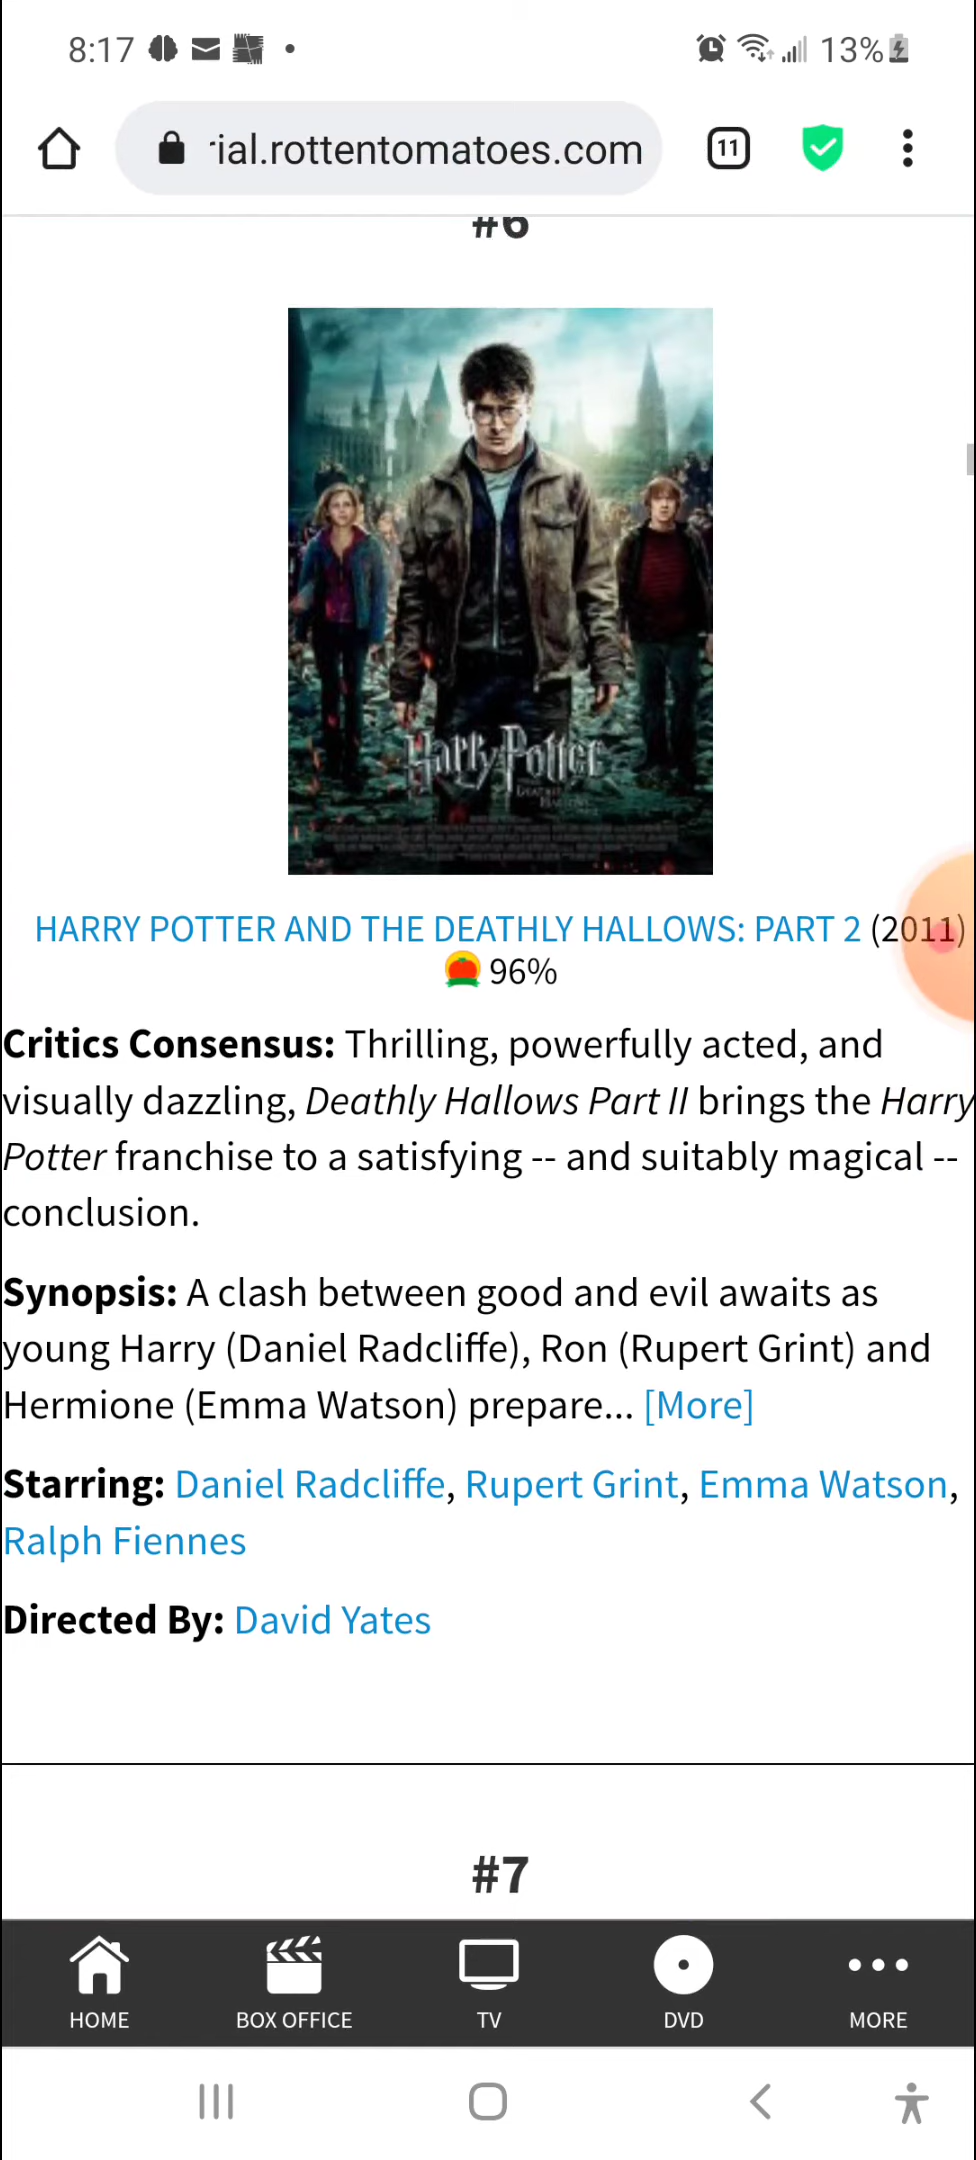 8:17
13%
rial.rottentomatoes.com
11
#6
Harry Potter
HARRY POTTER AND THE DEATHLY HALLOWS: PART 2 (2011)
96%
Critics Consensus: Thrilling, powerfully acted, and
visually dazzling, Deathly Hallows Part II brings the Harry
Potter franchise to a satisfying -- and suitably magical --
conclusion.
Synopsis: A clash between good and evil awaits as
young Harry (Daniel Radcliffe), Ron (Rupert Grint) and
Hermione (Emma Watson) prepare... [More]
Starring: Daniel Radcliffe, Rupert Grint, Emma Watson,
Ralph Fiennes
Directed By: David Yates
#7
HOME BOX OFFICE TV DVD MORE